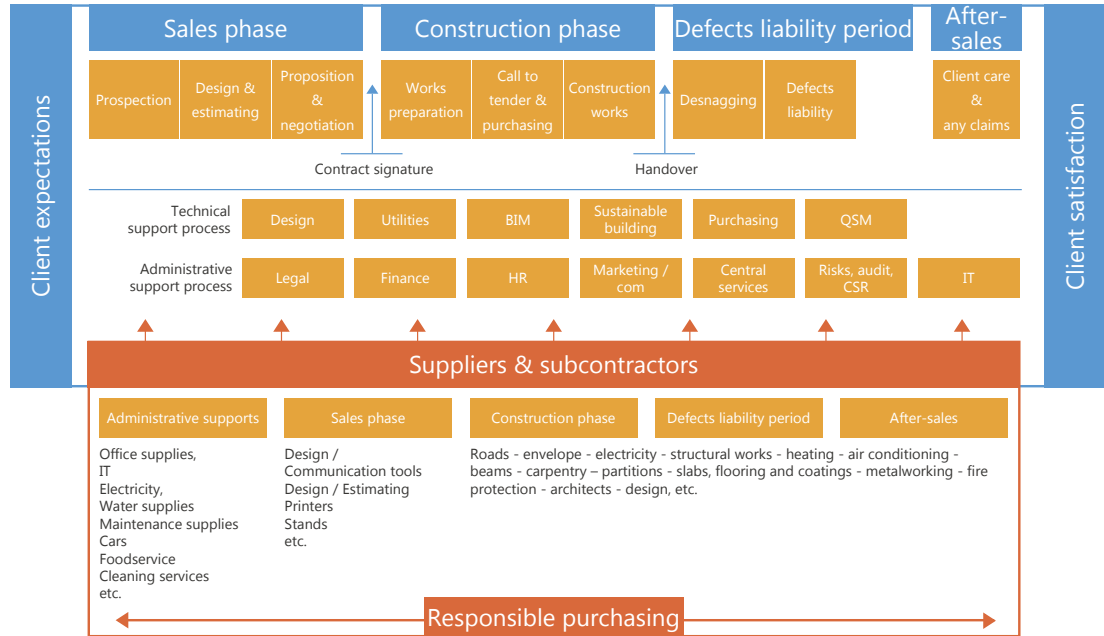 Client expectations
Sales phase
Construction phase
Defects liability period
After-
sales
Client satisfaction
Prospection
Design &
estimating
Proposition
&
negotiation
Works
preparation
Call to
tender &
purchasing
Construction
works
Desnagging
Defects
liability
Client care
&
any claims
Contract signature
Handover
Technical
support process
Design
Utilities
BIM
Sustainable
building
Purchasing
QSM
Administrative
support process
Legal
Finance
HR
Marketing /
com
Central
services
Risks, audit,
CSR
IT
Suppliers & subcontractors
Administrative supports
Sales phase
Construction phase
Defects liability period
After-sales
Office supplies,
IT
Electricity,
Water supplies
Maintenance supplies
Cars
Foodservice
Cleaning services
etc.
Design /
Communication tools
Design / Estimating
Printers
Stands
etc.
Roads - envelope - electricity - structural works - heating - air conditioning -
beams - carpentry – partitions - slabs, flooring and coatings - metalworking - fire
protection - architects - design, etc.
Responsible purchasing